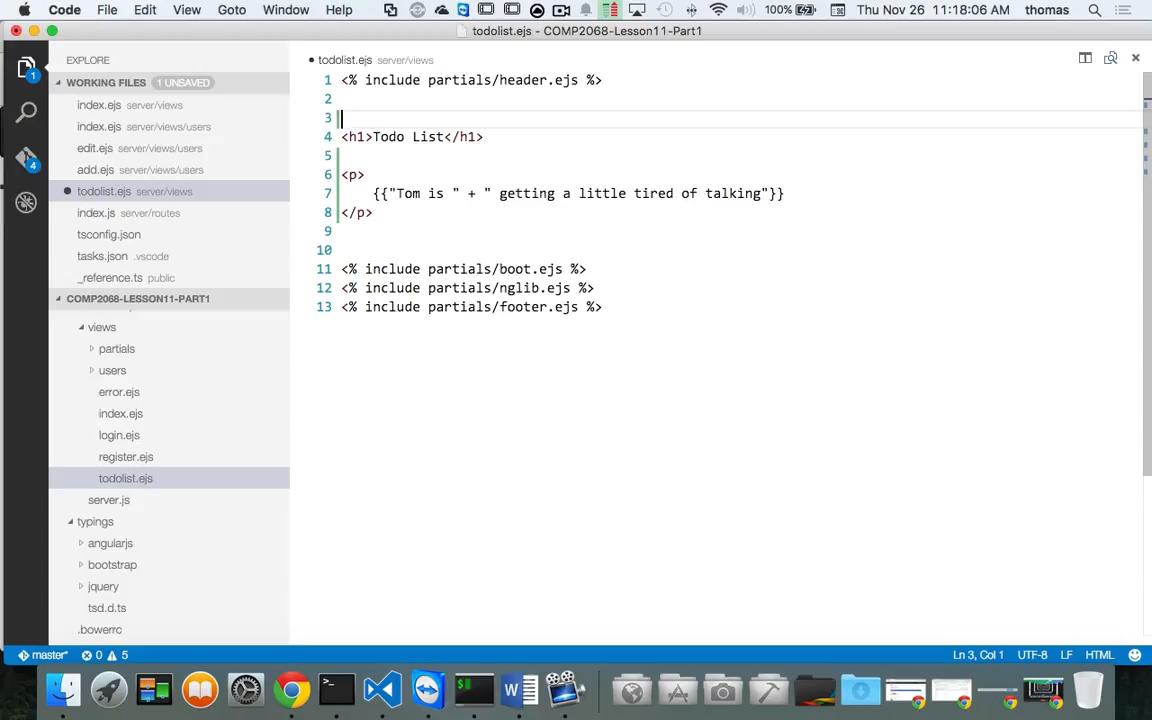 Code File Edit View Goto Window Help 100% Thu Nov 26 11:18:06 AM thomas
todolist.ejs - COMP2068-Lesson11-Part1
EXPLORE
WORKING FILES 1 UNSAVED
index.ejs server/views
index.ejs server/views/users
edit.ejs server/views/users
add.ejs server/views/users
todolist.ejs server/views
index.js server/routes
tsconfig.json
tasks.json .vscode
_reference.ts public
COMP2068-LESSON11-PART1
views
partials
users
error.ejs
index.ejs
login.ejs
register.ejs
todolist.ejs
server.js
typings
angularjs
bootstrap
jquery
tsd.d.ts
.bowerrc
1
4
todolist.ejs server/views
1 <% include partials/header.ejs %>
2
3
4 <h1>Todo List</h1>
5
6 <p>
7 {{"Tom is " + " getting a little tired of talking"}}
8 </p>
9
10
11 <% include partials/boot.ejs %>
12 <% include partials/nglib.ejs %>
13 <% include partials/footer.ejs %>
master* 0 5 Ln 3, Col 1 UTF-8 LF HTML